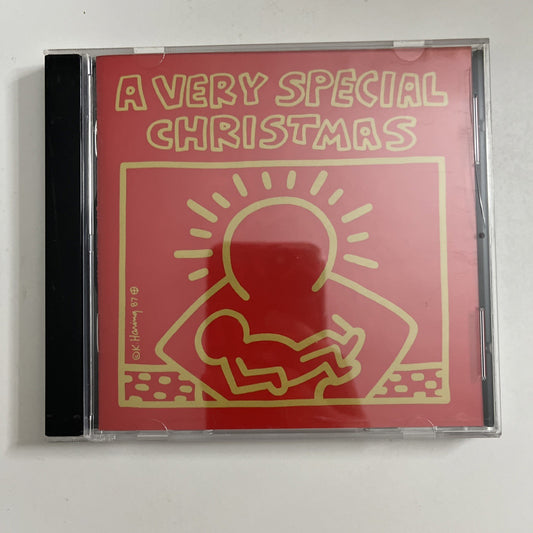 A VERY SPECIAL
CHRISTMAS
©K. Haring 87